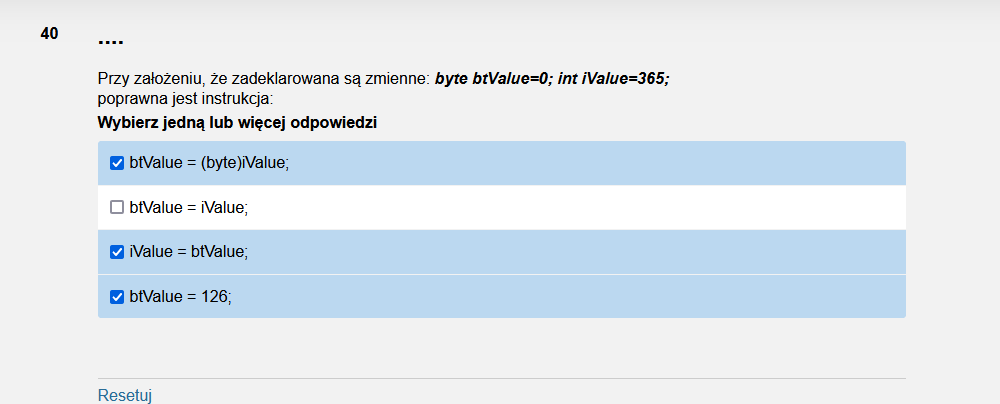 40
....
Przy założeniu, że zadeklarowana są zmienne: byte btValue=0; int iValue=365;
poprawna jest instrukcja:
Wybierz jedną lub więcej odpowiedzi
btValue = (byte)iValue;
btValue = iValue;
iValue = btValue;
btValue = 126;
Resetuj